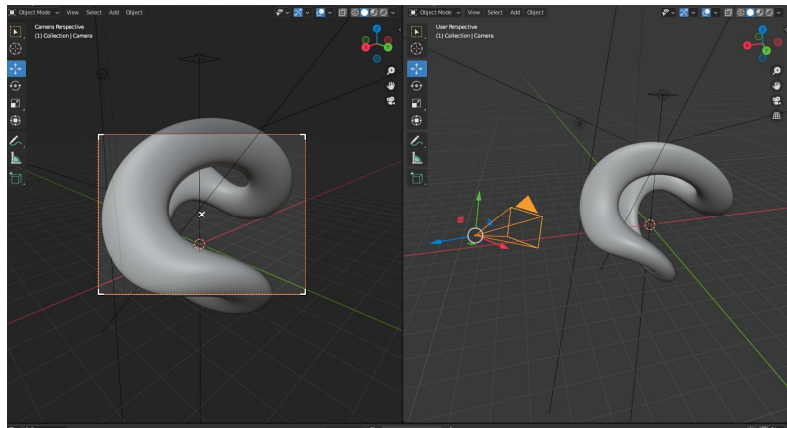 Object Mode View Select Add Object
Camera Perspective
(1) Collection | Camera
Z
X
Y
Object Mode View Select Add Object
User Perspective
(1) Collection | Camera
Z
X
Y